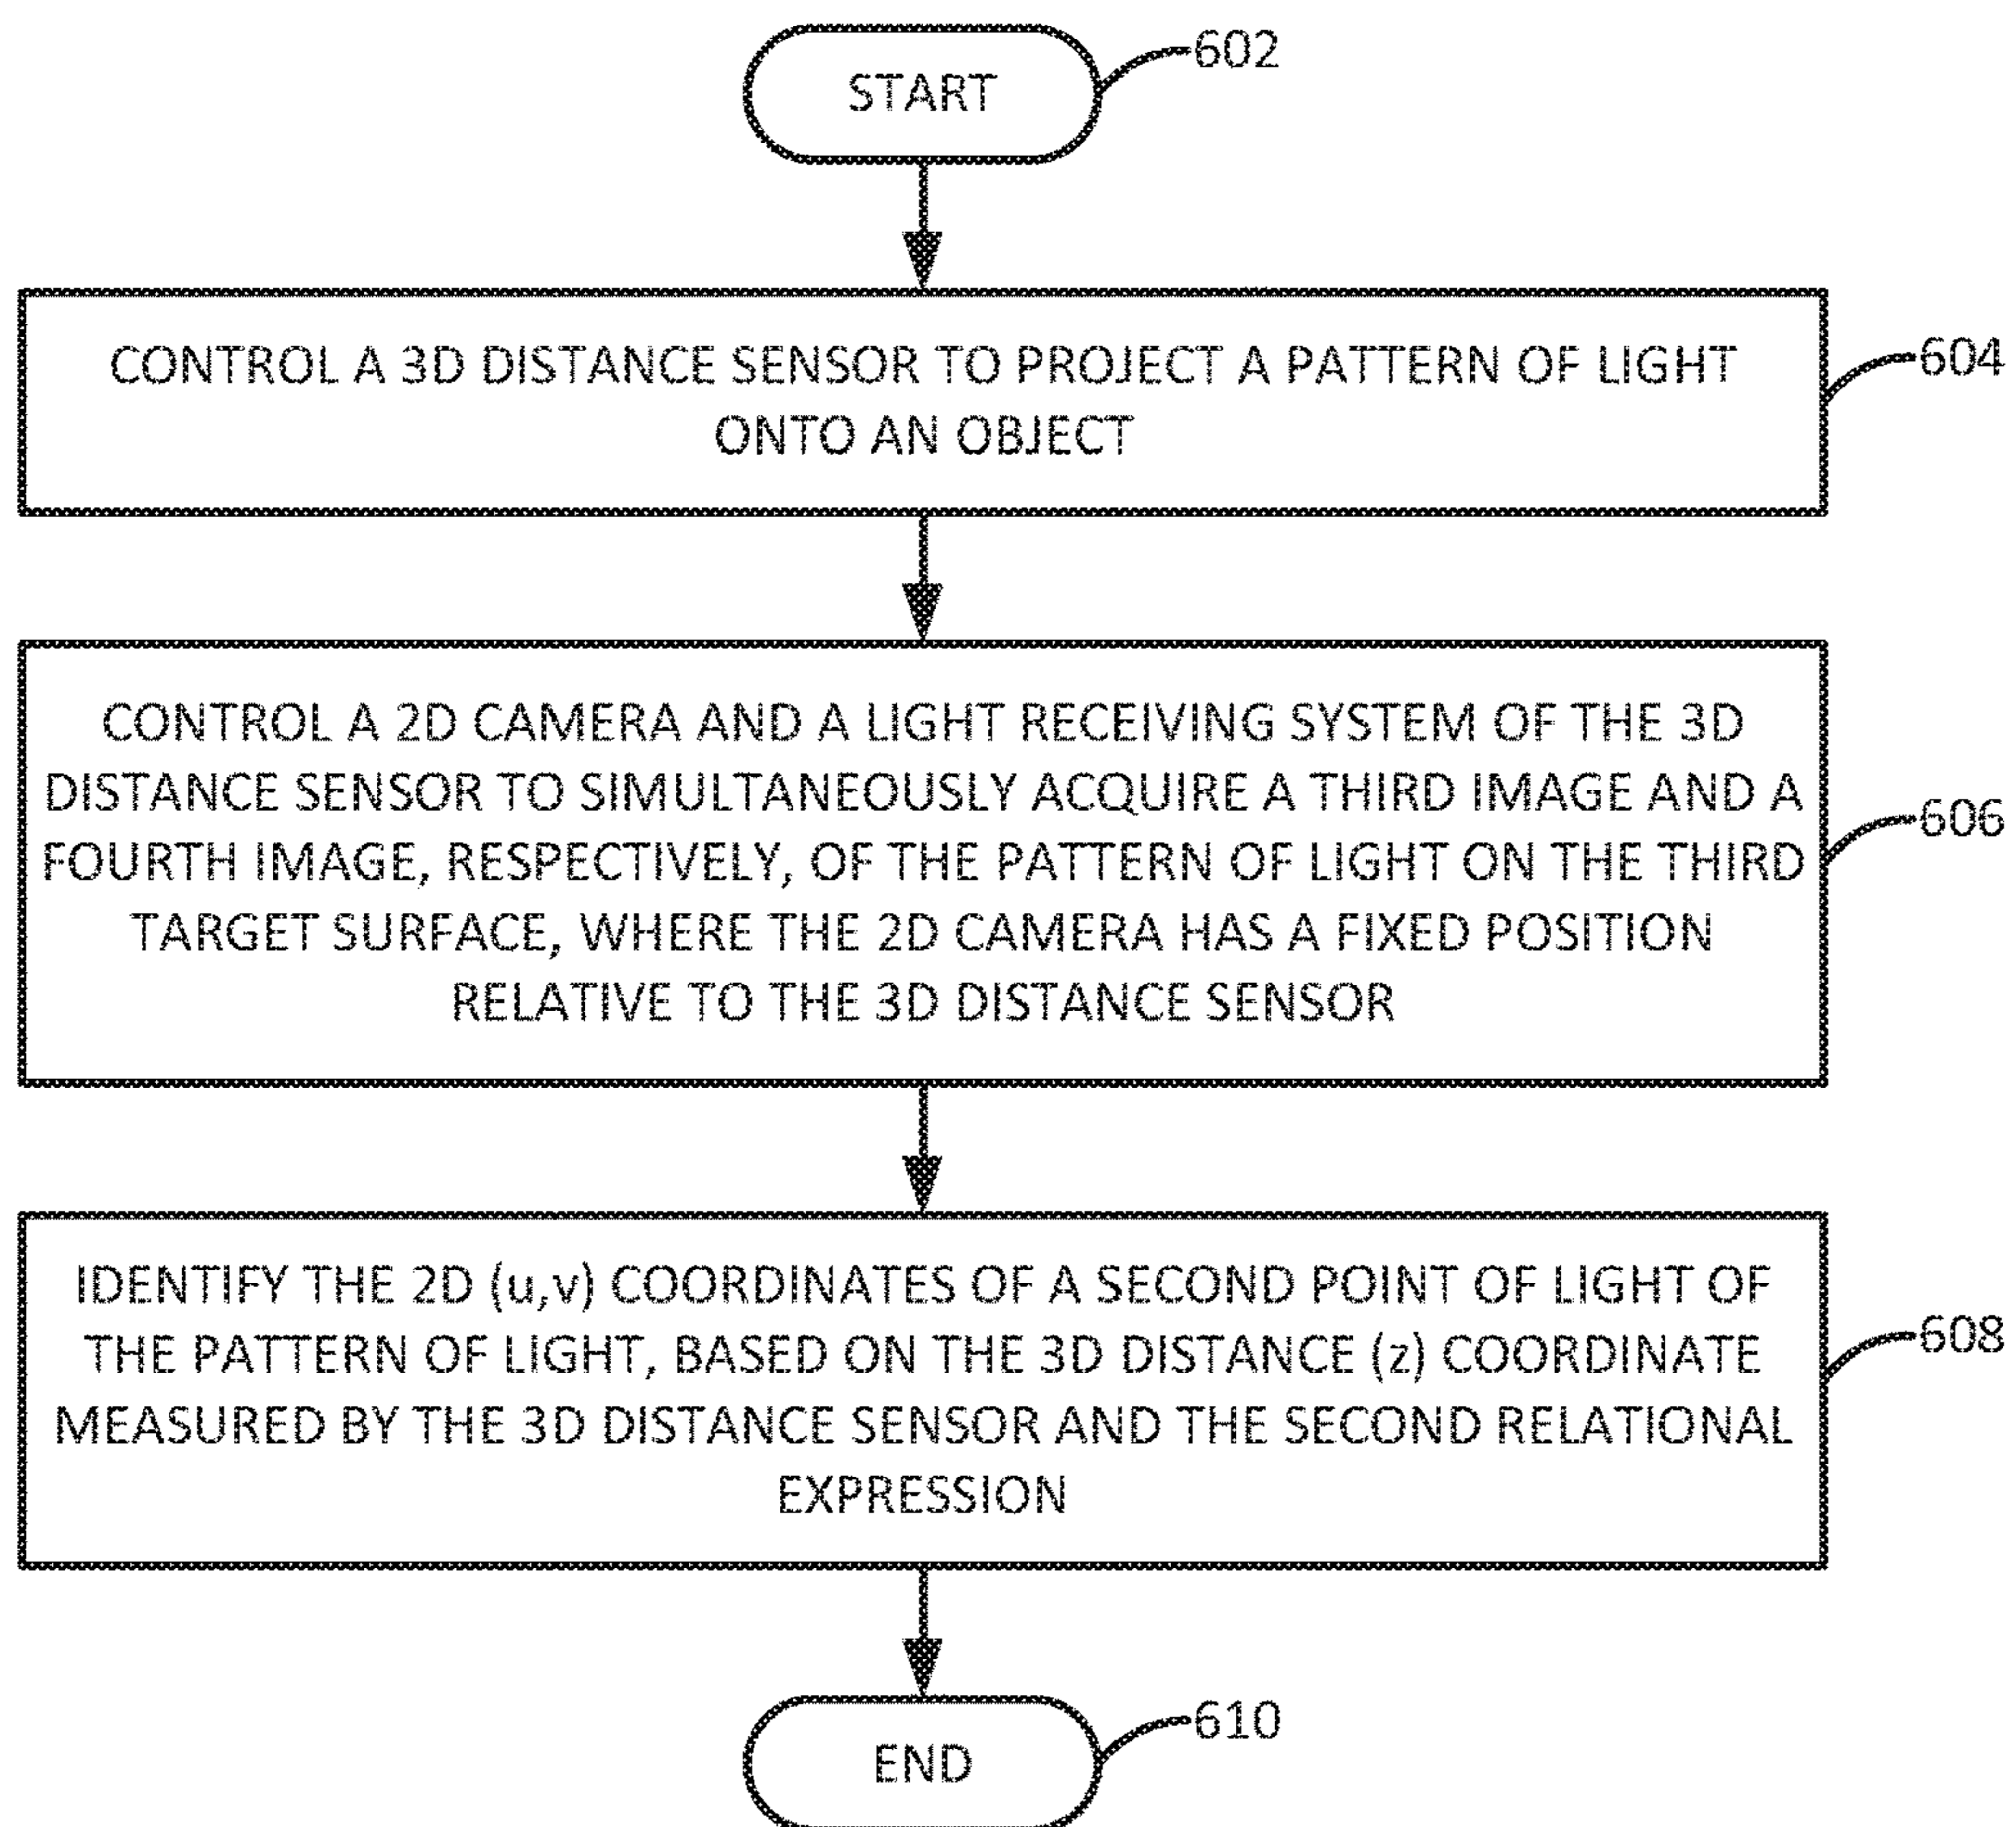 START
602
CONTROL A 3D DISTANCE SENSOR TO PROJECT A PATTERN OF LIGHT
ONTO AN OBJECT
604
CONTROL A 2D CAMERA AND A LIGHT RECEIVING SYSTEM OF THE 3D
DISTANCE SENSOR TO SIMULTANEOUSLY ACQUIRE A THIRD IMAGE AND A
FOURTH IMAGE, RESPECTIVELY, OF THE PATTERN OF LIGHT ON THE THIRD
TARGET SURFACE, WHERE THE 2D CAMERA HAS A FIXED POSITION
RELATIVE TO THE 3D DISTANCE SENSOR
606
IDENTIFY THE 2D (u,v) COORDINATES OF A SECOND POINT OF LIGHT OF
THE PATTERN OF LIGHT, BASED ON THE 3D DISTANCE (z) COORDINATE
MEASURED BY THE 3D DISTANCE SENSOR AND THE SECOND RELATIONAL
EXPRESSION
608
END
610